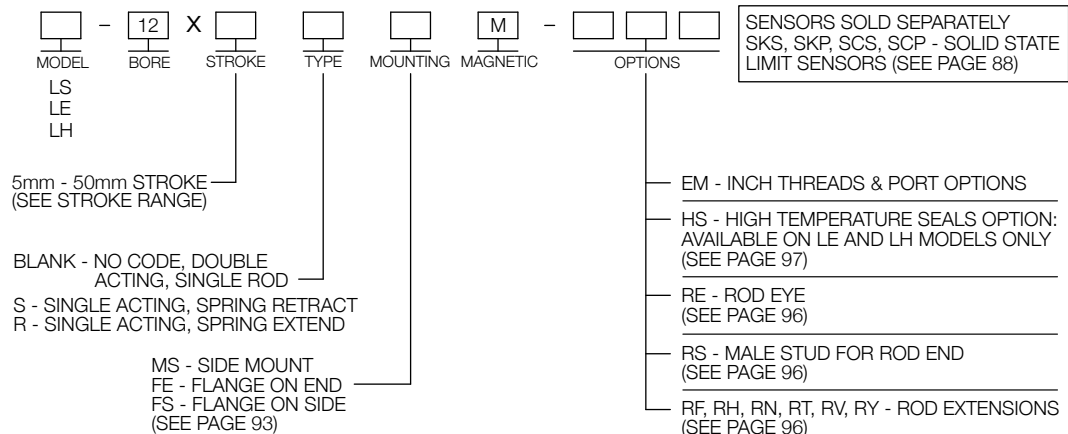 - 12 X M -
MODEL BORE STROKE TYPE MOUNTING MAGNETIC OPTIONS
SENSORS SOLD SEPARATELY
SKS, SKP, SCS, SCP - SOLID STATE
LIMIT SENSORS (SEE PAGE 88)
LS
LE
LH
5mm - 50mm STROKE
(SEE STROKE RANGE)
BLANK - NO CODE, DOUBLE
ACTING, SINGLE ROD
S - SINGLE ACTING, SPRING RETRACT
R - SINGLE ACTING, SPRING EXTEND
MS - SIDE MOUNT
FE - FLANGE ON END
FS - FLANGE ON SIDE
(SEE PAGE 93)
EM - INCH THREADS & PORT OPTIONS
HS - HIGH TEMPERATURE SEALS OPTION:
AVAILABLE ON LE AND LH MODELS ONLY
(SEE PAGE 97)
RE - ROD EYE
(SEE PAGE 96)
RS - MALE STUD FOR ROD END
(SEE PAGE 96)
RF, RH, RN, RT, RV, RY - ROD EXTENSIONS
(SEE PAGE 96)